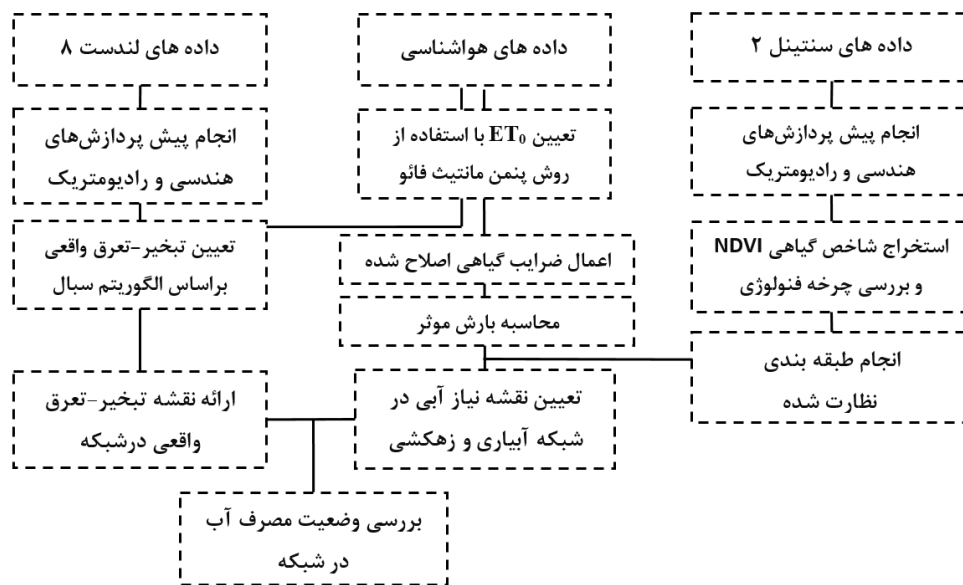 داده های سنتینل ۲
انجام پیش پردازش‌های
هندسی و رادیومتریک
استخراج شاخص گیاهی NDVI
و بررسی چرخه فنولوژی
انجام طبقه بندی
نظارت شده
داده های هواشناسی
تعیین ET₀ با استفاده از
روش پنمن مانتیث فائو
اعمال ضرایب گیاهی اصلاح شده
محاسبه بارش موثر
تعیین نقشه نیاز آبی در
شبکه آبیاری و زهکشی
داده های لندست ۸
انجام پیش پردازش‌های
هندسی و رادیومتریک
تعیین تبخیر-تعرق واقعی
براساس الگوریتم سبال
ارائه نقشه تبخیر-تعرق
واقعی درشبکه
بررسی وضعیت مصرف آب
در شبکه